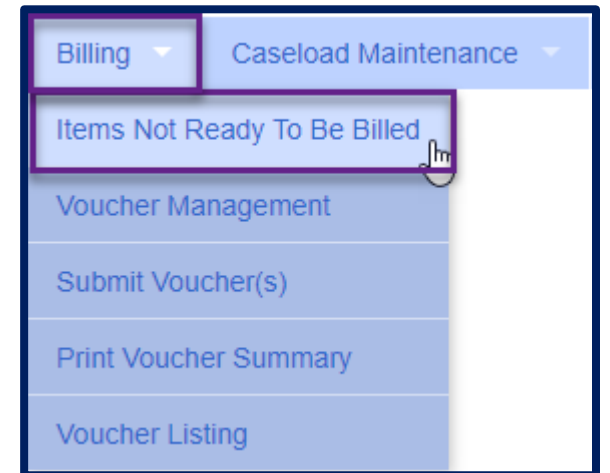 Billing Caseload Maintenance
Items Not Ready To Be Billed
Voucher Management
Submit Voucher(s)
Print Voucher Summary
Voucher Listing